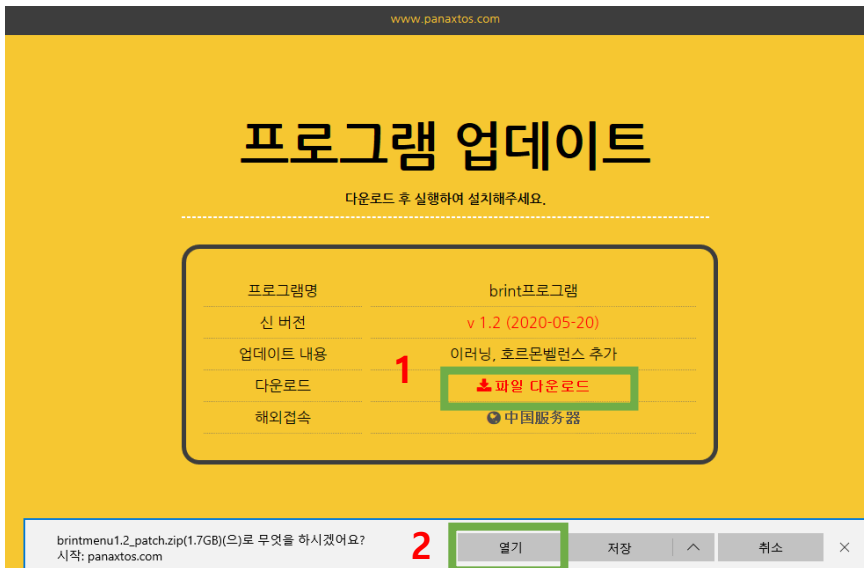 www.panaxtos.com
프로그램 업데이트
다운로드 후 실행하여 설치해주세요.
프로그램명 brint프로그램
신 버전 v 1.2 (2020-05-20)
업데이트 내용 이러닝, 호르몬벨런스 추가
1
다운로드 파일 다운로드
해외접속 中国服务器
brintmenu1.2_patch.zip(1.7GB)(으)로 무엇을 하시겠어요?
시작: panaxtos.com
2
열기 저장 취소